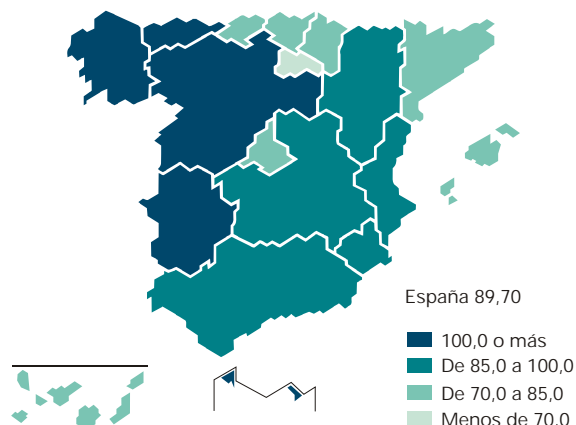 España 89,70
100,0 o más
De 85,0 a 100,0
De 70,0 a 85,0
Menos de 70,0